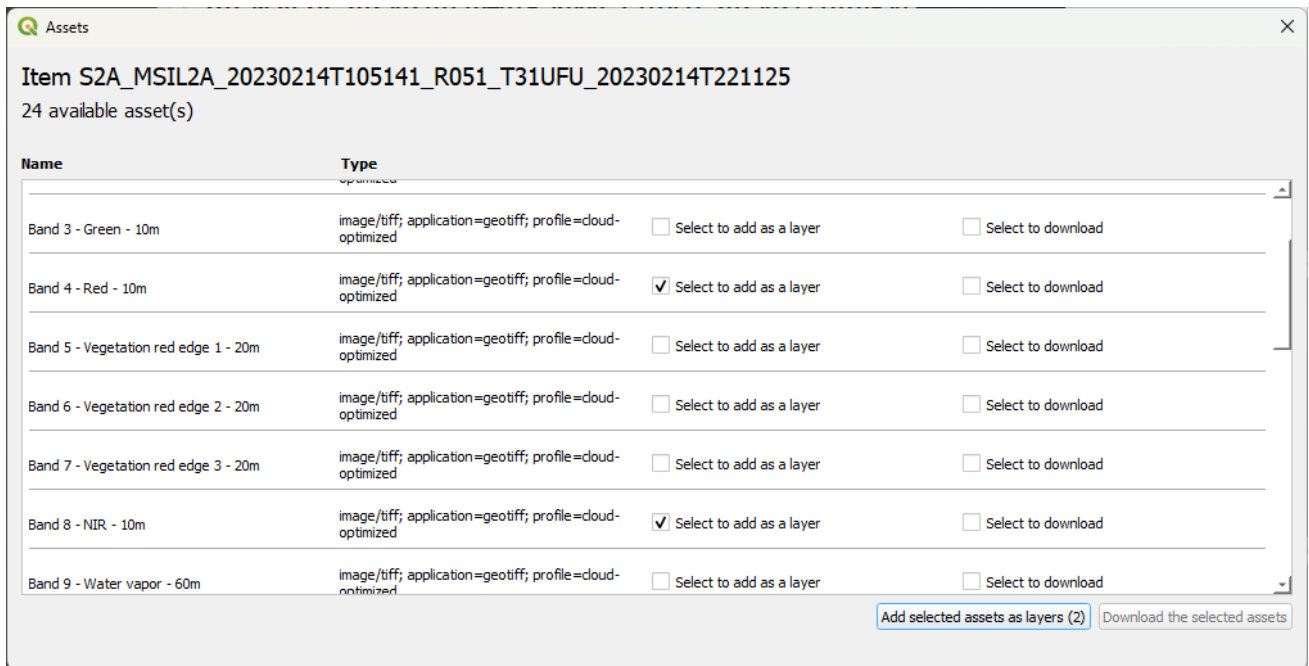 Assets
Item S2A_MSIL2A_20230214T105141_R051_T31UFU_20230214T221125
24 available asset(s)
Name Type
optimized
Band 3 - Green - 10m image/tiff; application=geotiff; profile=cloud-
optimized Select to add as a layer Select to download
Band 4 - Red - 10m image/tiff; application=geotiff; profile=cloud-
optimized Select to add as a layer Select to download
Band 5 - Vegetation red edge 1 - 20m image/tiff; application=geotiff; profile=cloud-
optimized Select to add as a layer Select to download
Band 6 - Vegetation red edge 2 - 20m image/tiff; application=geotiff; profile=cloud-
optimized Select to add as a layer Select to download
Band 7 - Vegetation red edge 3 - 20m image/tiff; application=geotiff; profile=cloud-
optimized Select to add as a layer Select to download
Band 8 - NIR - 10m image/tiff; application=geotiff; profile=cloud-
optimized Select to add as a layer Select to download
Band 9 - Water vapor - 60m image/tiff; application=geotiff; profile=cloud-
optimized Select to add as a layer Select to download
Add selected assets as layers (2) Download the selected assets